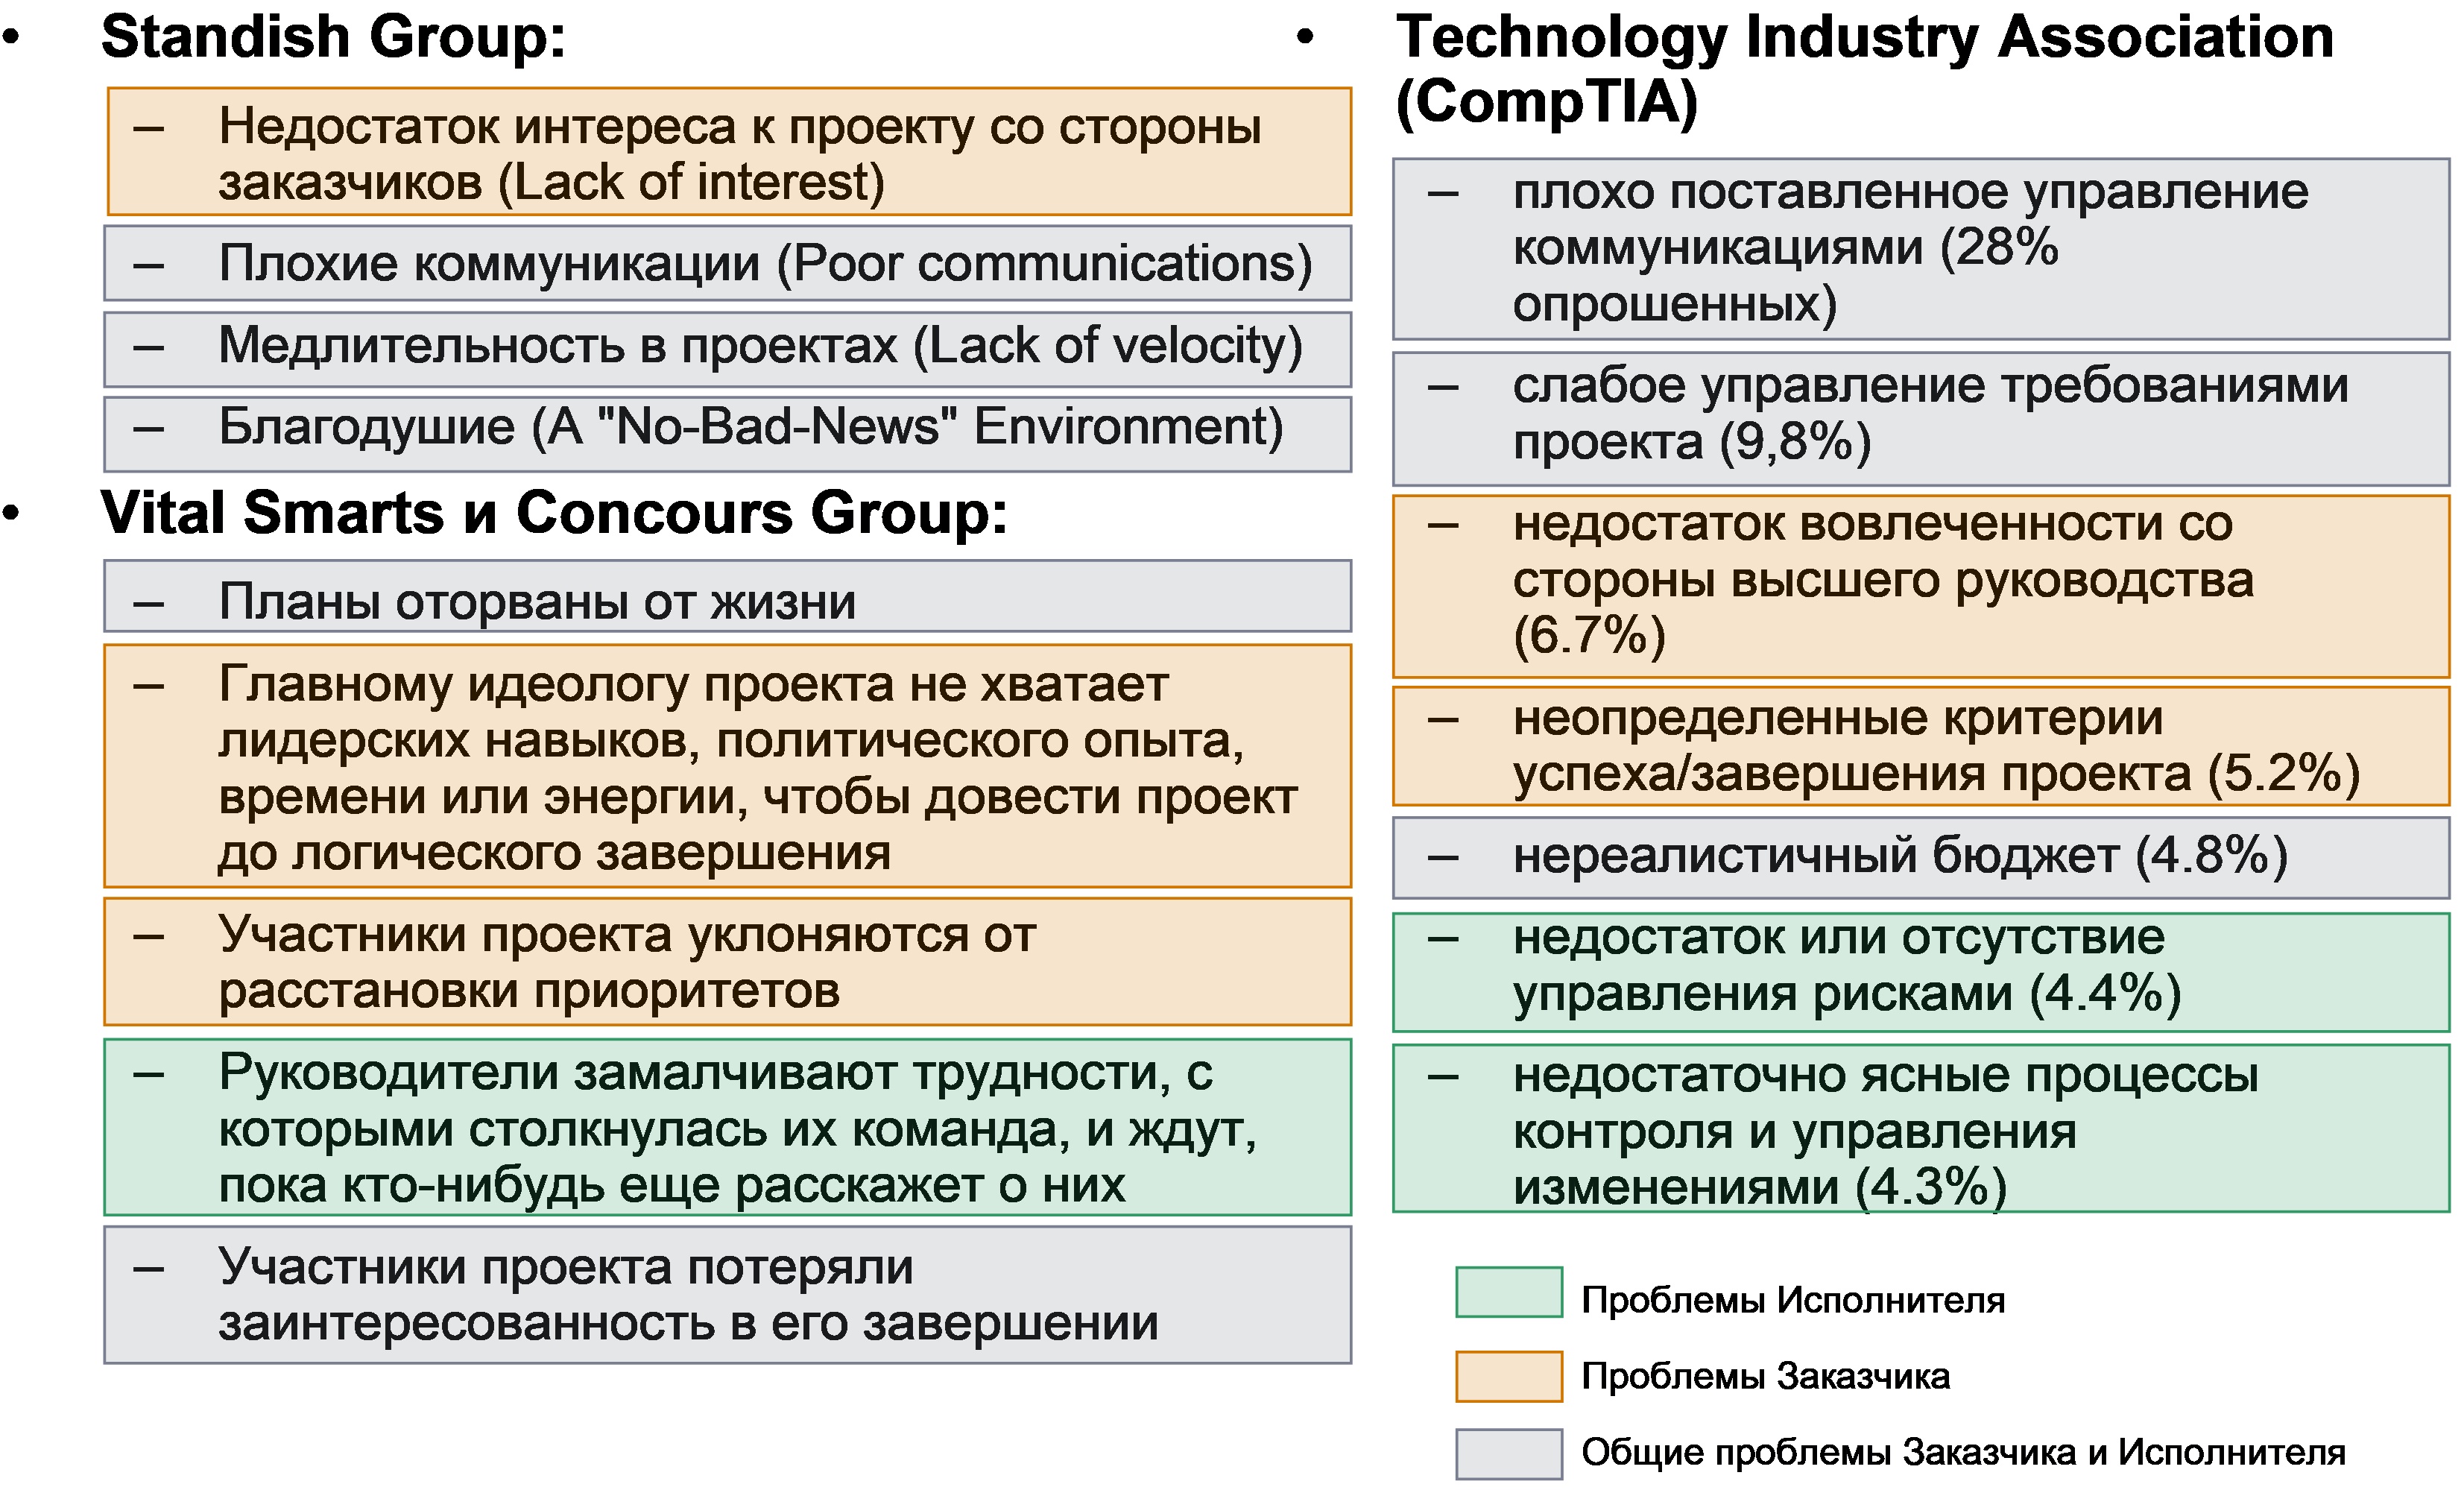 • Standish Group:
– Недостаток интереса к проекту со стороны
заказчиков (Lack of interest)
– Плохие коммуникации (Poor communications)
– Медлительность в проектах (Lack of velocity)
– Благодушие (A "No-Bad-News" Environment)
• Vital Smarts и Concours Group:
– Планы оторваны от жизни
– Главному идеологу проекта не хватает
лидерских навыков, политического опыта,
времени или энергии, чтобы довести проект
до логического завершения
– Участники проекта уклоняются от
расстановки приоритетов
– Руководители замалчивают трудности, с
которыми столкнулась их команда, и ждут,
пока кто-нибудь еще расскажет о них
– Участники проекта потеряли
заинтересованность в его завершении
• Technology Industry Association
(CompTIA)
– плохо поставленное управление
коммуникациями (28%
опрошенных)
– слабое управление требованиями
проекта (9,8%)
– недостаток вовлеченности со
стороны высшего руководства
(6.7%)
– неопределенные критерии
успеха/завершения проекта (5.2%)
– нереалистичный бюджет (4.8%)
– недостаток или отсутствие
управления рисками (4.4%)
– недостаточно ясные процессы
контроля и управления
изменениями (4.3%)
Проблемы Исполнителя
Проблемы Заказчика
Общие проблемы Заказчика и Исполнителя